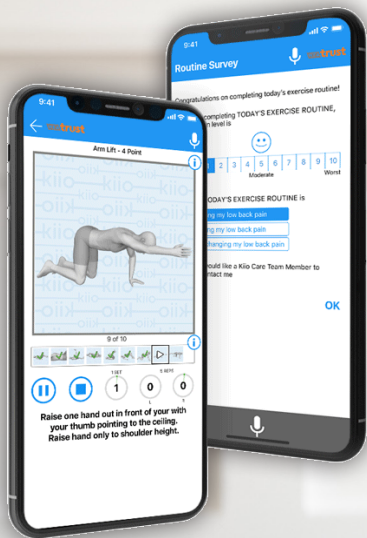 9:41
trust
Arm Lift - 4 Point
kiio
9 of 10
1 SET
5 REPS
1
0
0
L
Raise one hand out in front of your with
your thumb pointing to the ceiling.
Raise hand only to shoulder height.
9:41
Routine Survey
entrust
Congratulations on completing today's exercise routine!
completing TODAY'S EXERCISE ROUTINE,
level is
1 2 3 4 5 6 7 8 9 10
Moderate
Worst
TODAY'S EXERCISE ROUTINE is
my low back pain
my low back pain
changing my low back pain
would like a Kiio Care Team Member to
contact me
OK